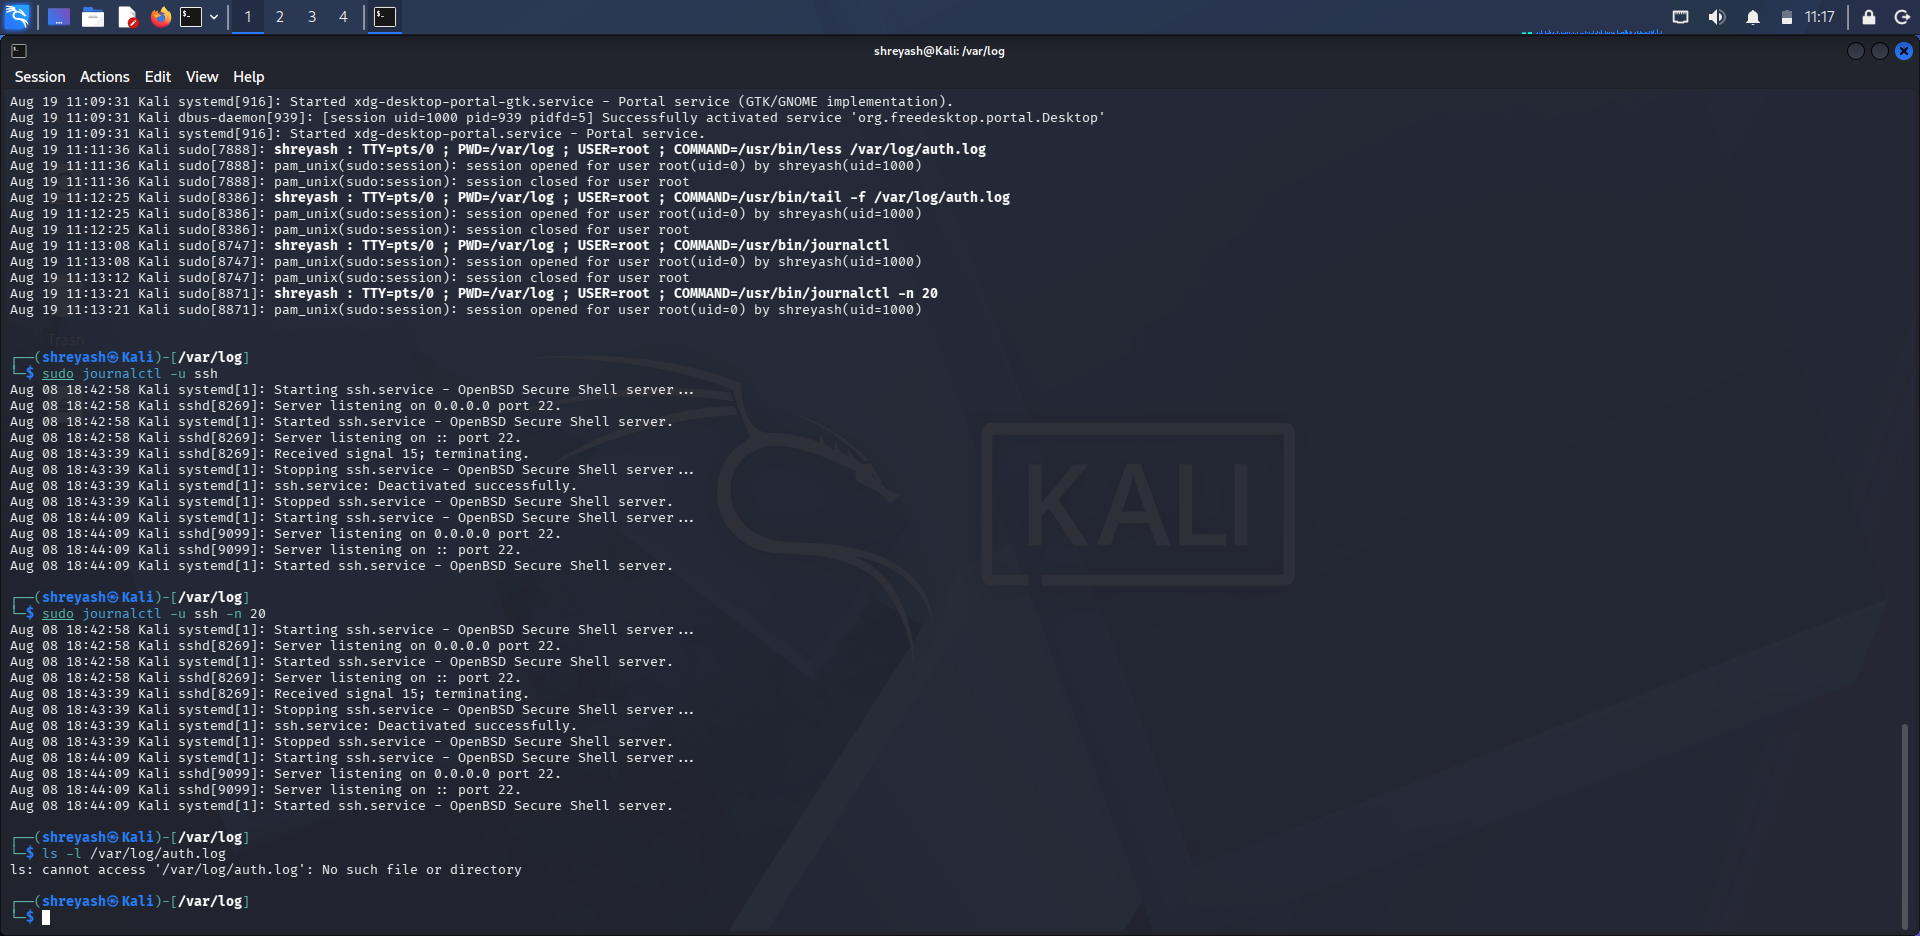 1 2 3 4 11:17
shreyash@Kali: /var/log
Session Actions Edit View Help
Aug 19 11:09:31 Kali systemd[916]: Started xdg-desktop-portal-gtk.service - Portal service (GTK/GNOME implementation).
Aug 19 11:09:31 Kali dbus-daemon[939]: [session uid=1000 pid=939 pidfd=5] Successfully activated service 'org.freedesktop.portal.Desktop'
Aug 19 11:09:31 Kali systemd[916]: Started xdg-desktop-portal.service - Portal service.
Aug 19 11:11:36 Kali sudo[7888]: shreyash : TTY=pts/0 ; PWD=/var/log ; USER=root ; COMMAND=/usr/bin/less /var/log/auth.log
Aug 19 11:11:36 Kali sudo[7888]: pam_unix(sudo:session): session opened for user root(uid=0) by shreyash(uid=1000)
Aug 19 11:11:36 Kali sudo[7888]: pam_unix(sudo:session): session closed for user root
Aug 19 11:12:25 Kali sudo[8386]: shreyash : TTY=pts/0 ; PWD=/var/log ; USER=root ; COMMAND=/usr/bin/tail -f /var/log/auth.log
Aug 19 11:12:25 Kali sudo[8386]: pam_unix(sudo:session): session opened for user root(uid=0) by shreyash(uid=1000)
Aug 19 11:12:25 Kali sudo[8386]: pam_unix(sudo:session): session closed for user root
Aug 19 11:13:08 Kali sudo[8747]: shreyash : TTY=pts/0 ; PWD=/var/log ; USER=root ; COMMAND=/usr/bin/journalctl
Aug 19 11:13:08 Kali sudo[8747]: pam_unix(sudo:session): session opened for user root(uid=0) by shreyash(uid=1000)
Aug 19 11:13:12 Kali sudo[8747]: pam_unix(sudo:session): session closed for user root
Aug 19 11:13:21 Kali sudo[8871]: shreyash : TTY=pts/0 ; PWD=/var/log ; USER=root ; COMMAND=/usr/bin/journalctl -n 20
Aug 19 11:13:21 Kali sudo[8871]: pam_unix(sudo:session): session opened for user root(uid=0) by shreyash(uid=1000)
Trash
┌──(shreyash㉿Kali)-[/var/log]
└─$ sudo journalctl -u ssh
Aug 08 18:42:58 Kali systemd[1]: Starting ssh.service - OpenBSD Secure Shell server...
Aug 08 18:42:58 Kali sshd[8269]: Server listening on 0.0.0.0 port 22.
Aug 08 18:42:58 Kali systemd[1]: Started ssh.service - OpenBSD Secure Shell server.
Aug 08 18:42:58 Kali sshd[8269]: Server listening on :: port 22.
Aug 08 18:43:39 Kali sshd[8269]: Received signal 15; terminating.
Aug 08 18:43:39 Kali systemd[1]: Stopping ssh.service - OpenBSD Secure Shell server...
Aug 08 18:43:39 Kali systemd[1]: ssh.service: Deactivated successfully.
Aug 08 18:43:39 Kali systemd[1]: Stopped ssh.service - OpenBSD Secure Shell server.
Aug 08 18:44:09 Kali systemd[1]: Starting ssh.service - OpenBSD Secure Shell server...
Aug 08 18:44:09 Kali sshd[9099]: Server listening on 0.0.0.0 port 22.
Aug 08 18:44:09 Kali sshd[9099]: Server listening on :: port 22.
Aug 08 18:44:09 Kali systemd[1]: Started ssh.service - OpenBSD Secure Shell server.
KALI
┌──(shreyash㉿Kali)-[/var/log]
└─$ sudo journalctl -u ssh -n 20
Aug 08 18:42:58 Kali systemd[1]: Starting ssh.service - OpenBSD Secure Shell server...
Aug 08 18:42:58 Kali sshd[8269]: Server listening on 0.0.0.0 port 22.
Aug 08 18:42:58 Kali systemd[1]: Started ssh.service - OpenBSD Secure Shell server.
Aug 08 18:42:58 Kali sshd[8269]: Server listening on :: port 22.
Aug 08 18:43:39 Kali sshd[8269]: Received signal 15; terminating.
Aug 08 18:43:39 Kali systemd[1]: Stopping ssh.service - OpenBSD Secure Shell server...
Aug 08 18:43:39 Kali systemd[1]: ssh.service: Deactivated successfully.
Aug 08 18:43:39 Kali systemd[1]: Stopped ssh.service - OpenBSD Secure Shell server.
Aug 08 18:44:09 Kali systemd[1]: Starting ssh.service - OpenBSD Secure Shell server...
Aug 08 18:44:09 Kali sshd[9099]: Server listening on 0.0.0.0 port 22.
Aug 08 18:44:09 Kali sshd[9099]: Server listening on :: port 22.
Aug 08 18:44:09 Kali systemd[1]: Started ssh.service - OpenBSD Secure Shell server.
┌──(shreyash㉿Kali)-[/var/log]
└─$ ls -l /var/log/auth.log
ls: cannot access '/var/log/auth.log': No such file or directory
┌──(shreyash㉿Kali)-[/var/log]
└─$